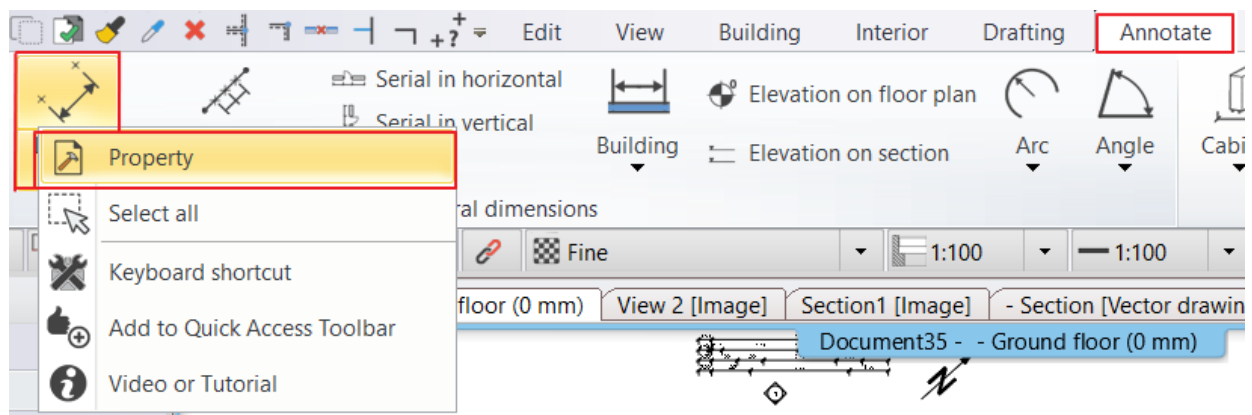 Edit View Building Interior Drafting Annotate
Serial in horizontal
Serial in vertical
Elevation on floor plan
Elevation on section
Building
Arc
Angle
Property
Select all
Keyboard shortcut
Add to Quick Access Toolbar
Video or Tutorial
dimensions
Fine 1:100 1:100
floor (0 mm) View 2 [Image] Section1 [Image] - Section [Vector
Document35 - - Ground floor (0 mm)